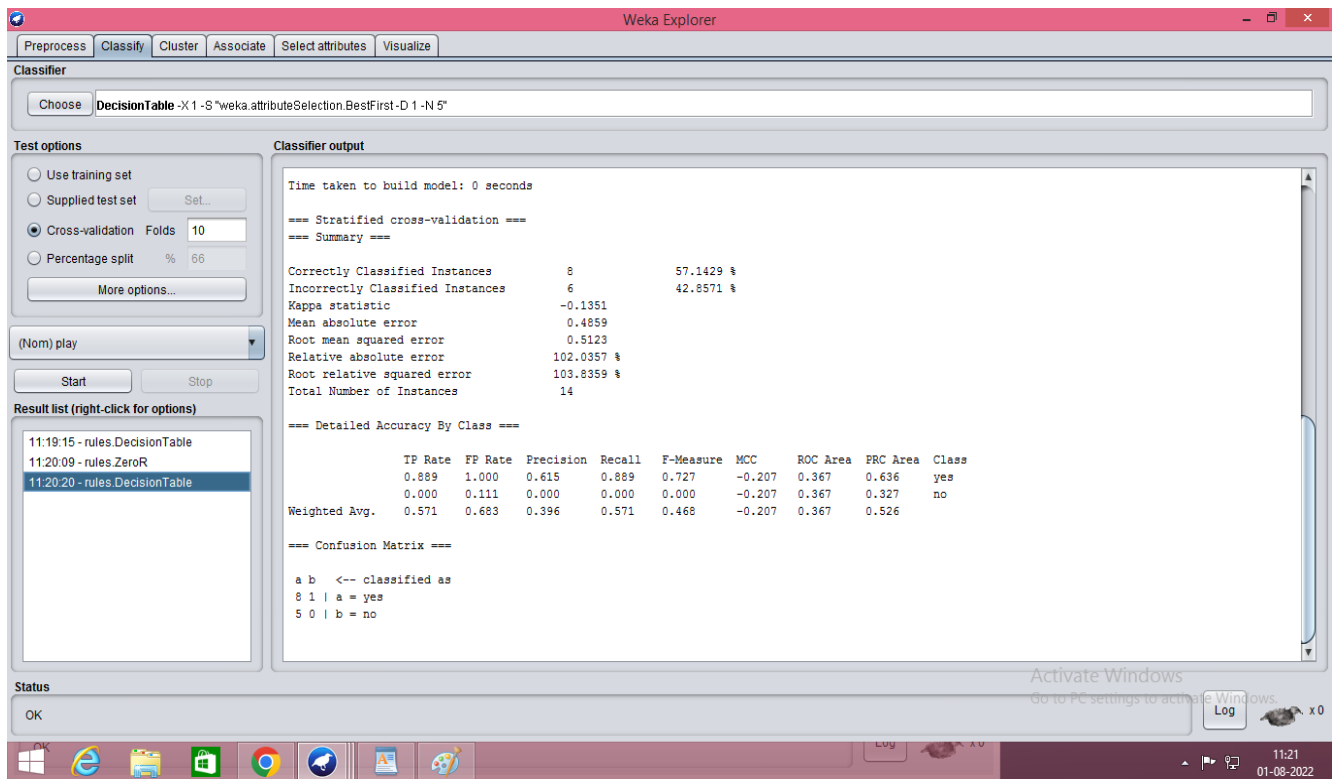 Weka Explorer
Preprocess Classify Cluster Associate Select attributes Visualize
Classifier
Choose DecisionTable -X 1 -S "weka.attributeSelection.BestFirst -D 1 -N 5"
Test options
Use training set
Supplied test set Set...
Cross-validation Folds 10
Percentage split % 66
More options...
(Nom) play
Start Stop
Result list (right-click for options)
11:19:15 - rules.DecisionTable
11:20:09 - rules.ZeroR
11:20:20 - rules.DecisionTable
Classifier output
Time taken to build model: 0 seconds
=== Stratified cross-validation ===
=== Summary ===
Correctly Classified Instances 8 57.1429 %
Incorrectly Classified Instances 6 42.8571 %
Kappa statistic -0.1351
Mean absolute error 0.4859
Root mean squared error 0.5123
Relative absolute error 102.0357 %
Root relative squared error 103.8359 %
Total Number of Instances 14
=== Detailed Accuracy By Class ===
TP Rate FP Rate Precision Recall F-Measure MCC ROC Area PRC Area Class
0.889 1.000 0.615 0.889 0.727 -0.207 0.367 0.636 yes
0.000 0.111 0.000 0.000 0.000 -0.207 0.367 0.327 no
Weighted Avg. 0.571 0.683 0.396 0.571 0.468 -0.207 0.367 0.526
=== Confusion Matrix ===
a b <-- classified as
8 1 | a = yes
5 0 | b = no
Activate Windows
Go to PC settings to activate Windows.
Status
OK
Log x 0
OK
Log x 0
11:21
01-08-2022